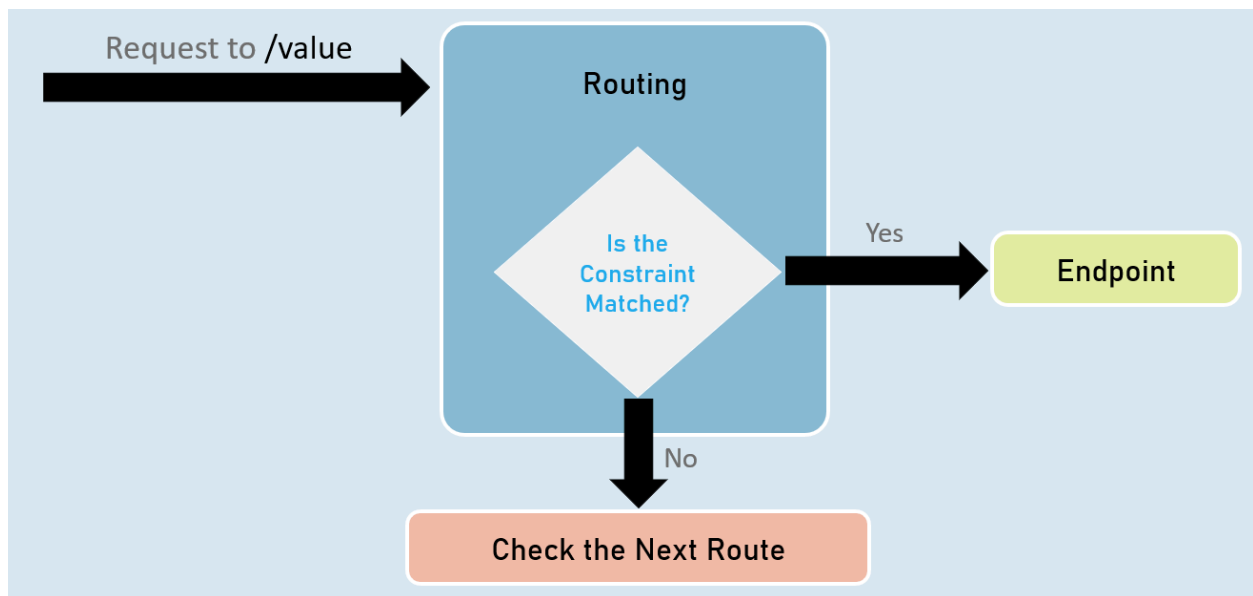 Request to /value
Routing
Is the
Constraint
Matched?
Yes
Endpoint
No
Check the Next Route